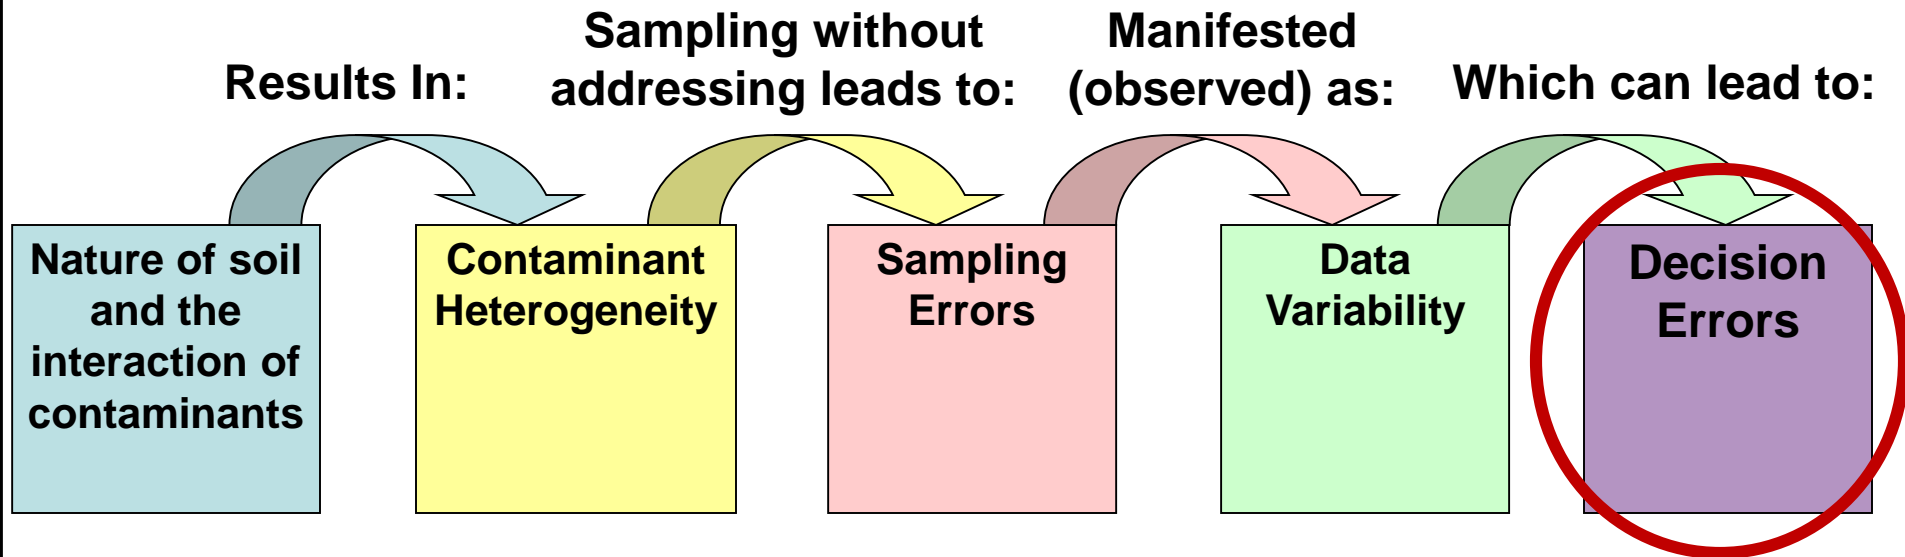 Results In:
Sampling without
addressing leads to:
Manifested
(observed) as:
Which can lead to:
Nature of soil
and the
interaction of
contaminants
Contaminant
Heterogeneity
Sampling
Errors
Data
Variability
Decision
Errors